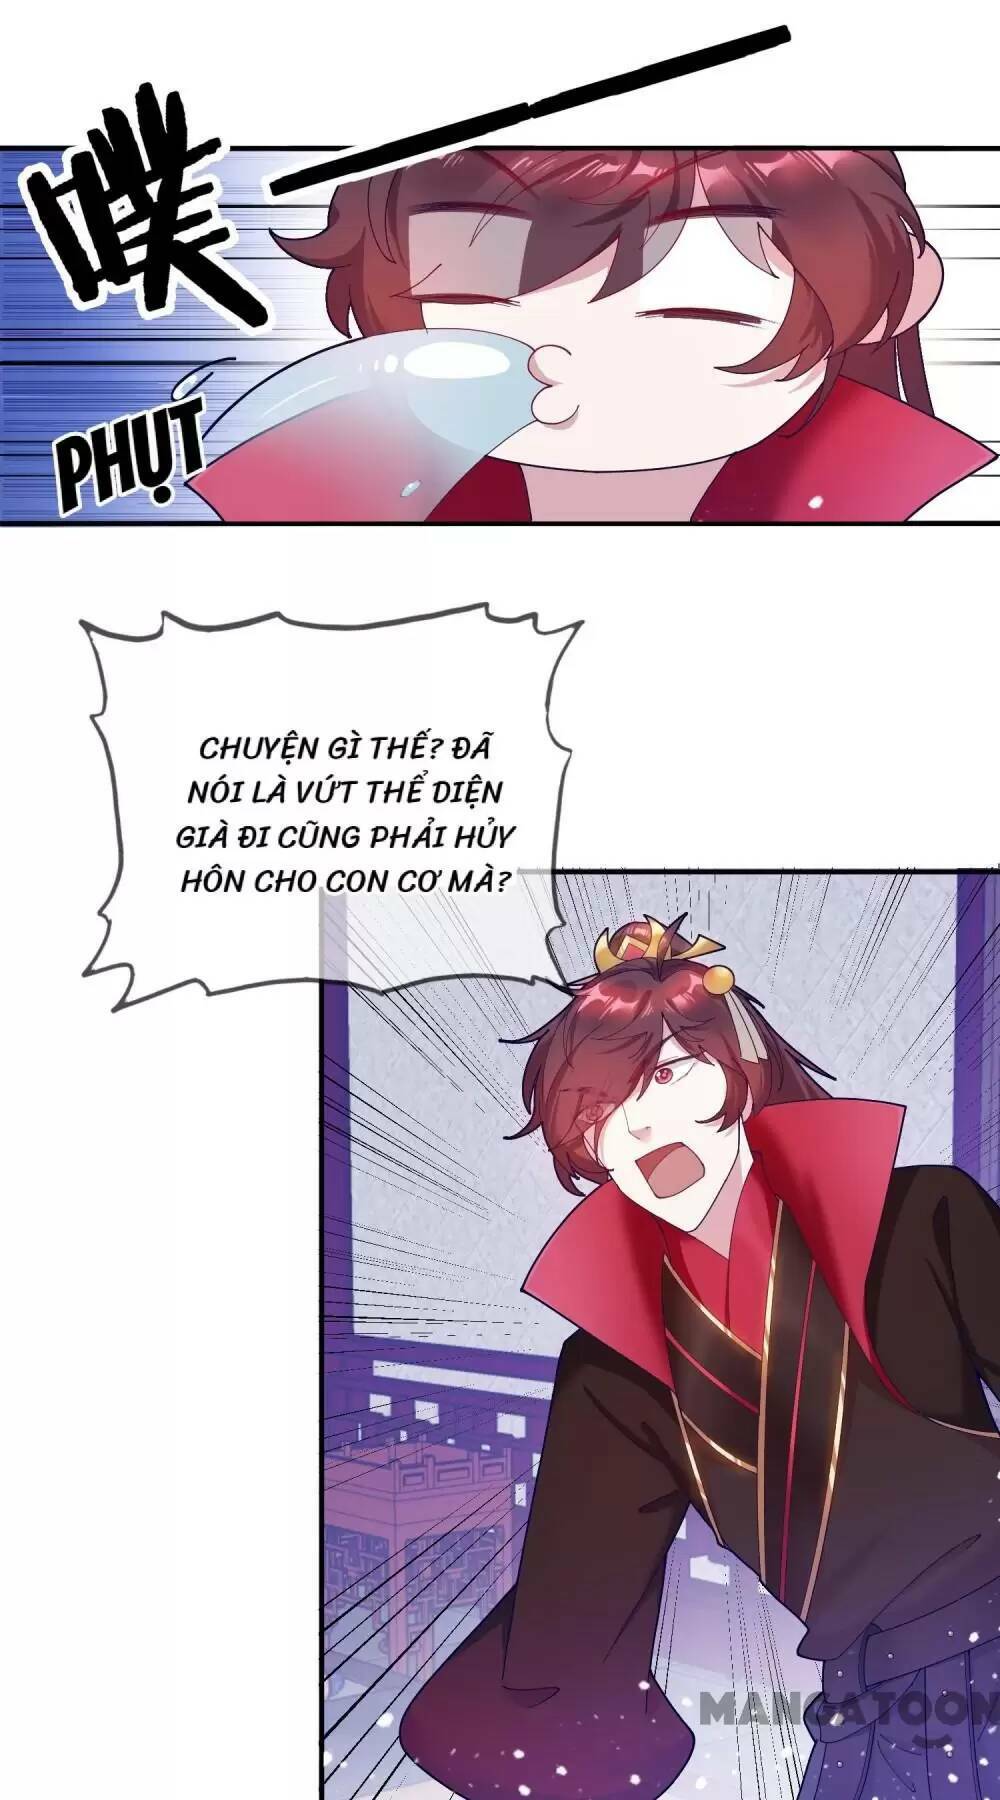 噗
PHỤT
CHUYỆN GÌ THẾ? ĐÃ
NÓI LÀ VỨT THỂ DIỆN
GIÀ ĐI CŨNG PHẢI HỦY
HÔN CHO CON CƠ MÀ?
MANGATOON